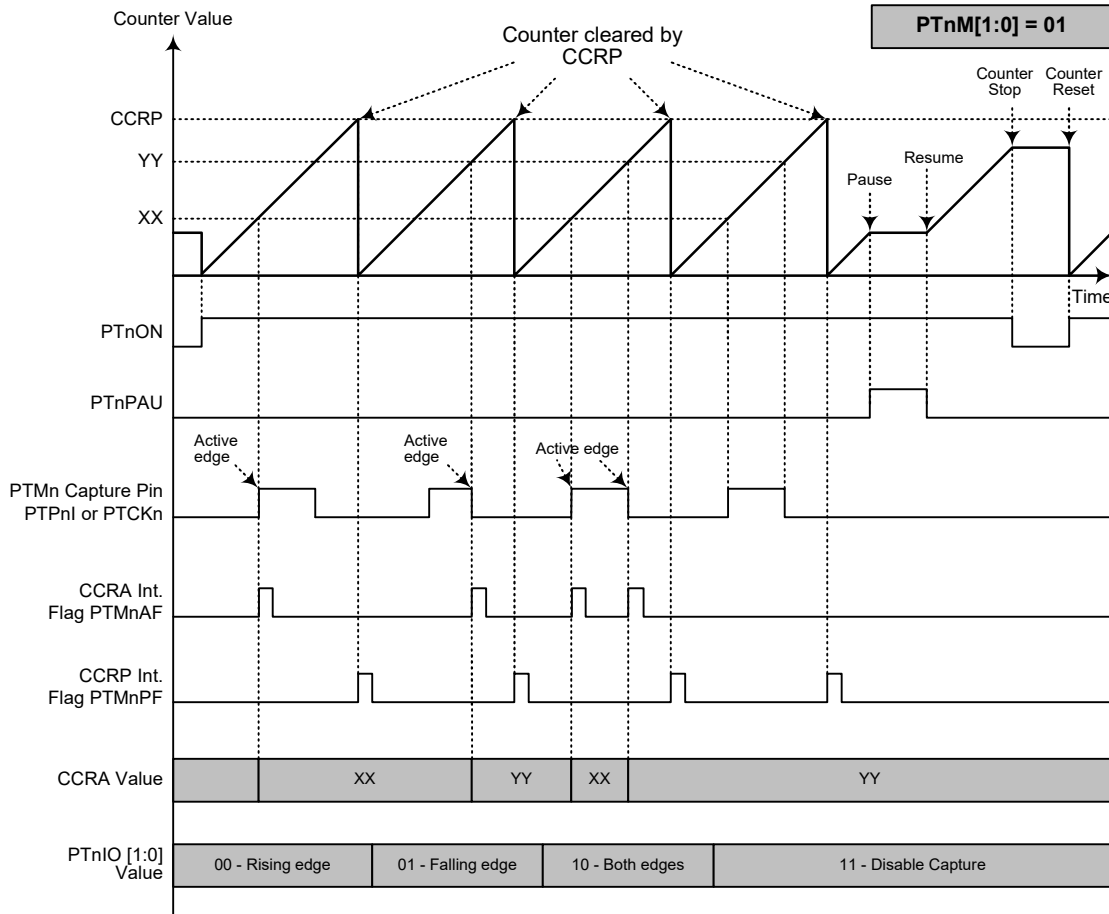 Counter Value
PTnM[1:0] = 01
Counter cleared by
CCRP
Counter
Stop
Counter
Reset
CCRP
YY
XX
Pause
Resume
Time
PTnON
PTnPAU
Active
edge
Active
edge
Active edge
PTMn Capture Pin
PTPnI or PTCKn
CCRA Int.
Flag PTMnAF
CCRP Int.
Flag PTMnPF
CCRA Value
XX
YY
XX
YY
PTnIO [1:0]
Value
00 - Rising edge
01 - Falling edge
10 - Both edges
11 - Disable Capture